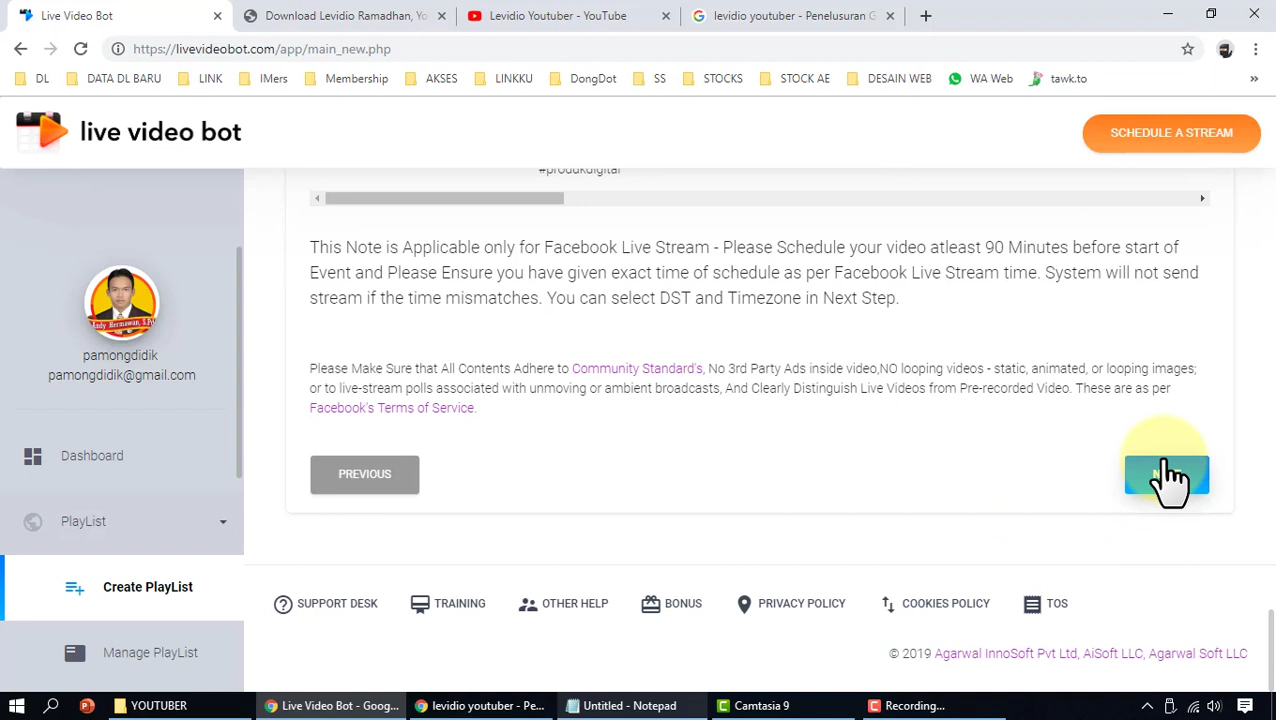 Live Video Bot
Download Levidio Ramadhan, Yo
Levidio Youtuber - YouTube
levidio youtuber - Penelusuran G
https://livevideobot.com/app/main_new.php
DL
DATA DL BARU
LINK
IMers
Membership
AKSES
LINKKU
DongDot
SS
STOCKS
STOCK AE
DESAIN WEB
WA Web
tawk.to
live video bot
SCHEDULE A STREAM
#produkdigital
This Note is Applicable only for Facebook Live Stream - Please Schedule your video atleast 90 Minutes before start of
Event and Please Ensure you have given exact time of schedule as per Facebook Live Stream time. System will not send
stream if the time mismatches. You can select DST and Timezone in Next Step.
Please Make Sure that All Contents Adhere to Community Standard's, No 3rd Party Ads inside video,NO looping videos - static, animated, or looping images;
or to live-stream polls associated with unmoving or ambient broadcasts, And Clearly Distinguish Live Videos from Pre-recorded Video. These are as per
Facebook's Terms of Service.
PREVIOUS
pamongdidik
pamongdidik@gmail.com
Dashboard
PlayList
Create PlayList
Manage PlayList
SUPPORT DESK
TRAINING
OTHER HELP
BONUS
PRIVACY POLICY
COOKIES POLICY
TOS
© 2019 Agarwal InnoSoft Pvt Ltd, AiSoft LLC, Agarwal Soft LLC
YOUTUBER
Live Video Bot - Goog...
levidio youtuber - Pe...
Untitled - Notepad
Camtasia 9
Recording...